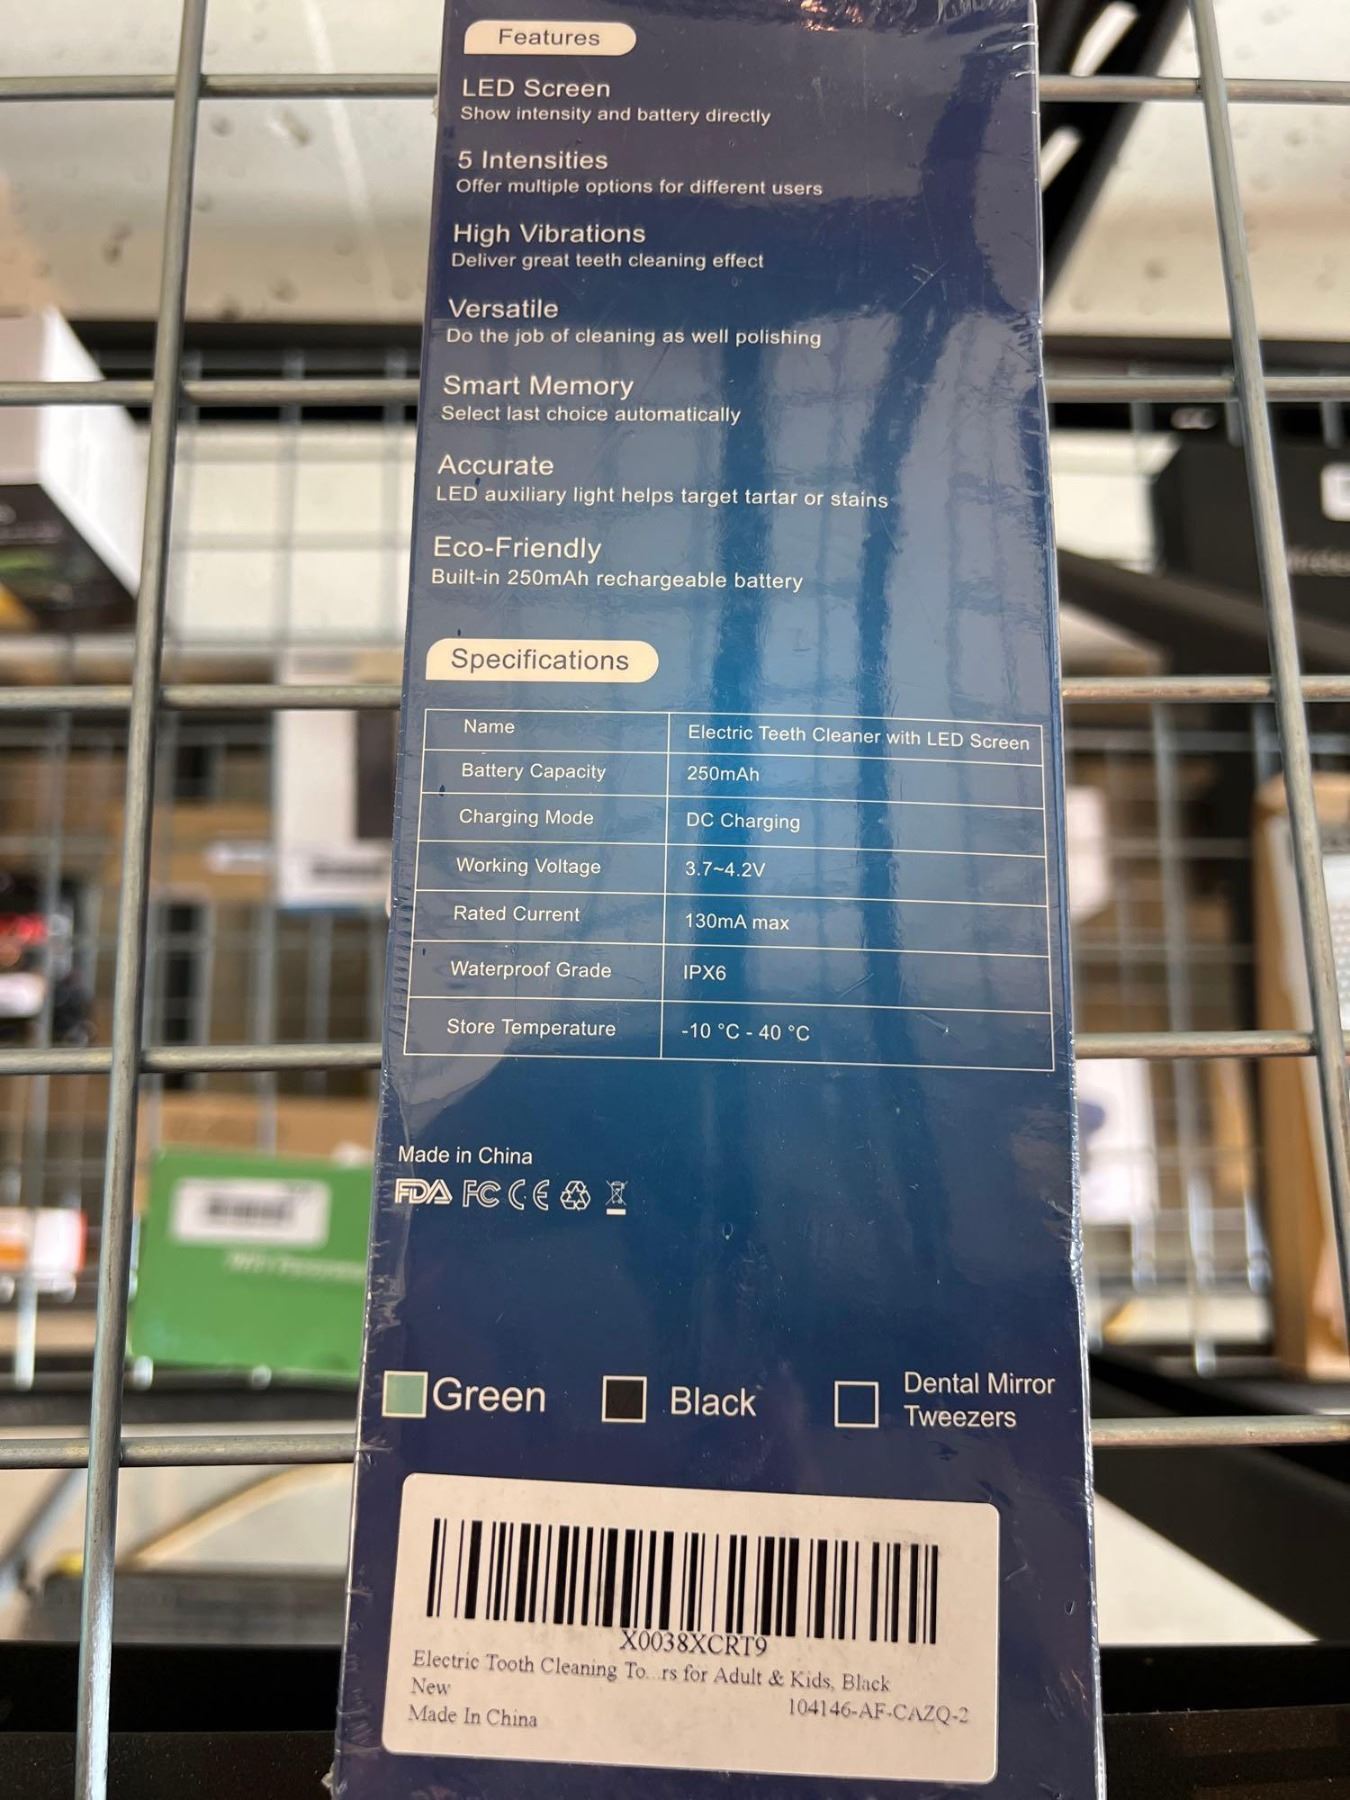 Features
LED Screen
Show intensity and battery directly
5 Intensities
Offer multiple options for different users
High Vibrations
Deliver great teeth cleaning effect
Versatile
Do the job of cleaning as well polishing
Smart Memory
Select last choice automatically
Accurate
LED auxiliary light helps target tartar or stains
Eco-Friendly
Built-in 250mAh rechargeable battery
Specifications
Name Electric Teeth Cleaner with LED Screen
Battery Capacity 250mAh
Charging Mode DC Charging
Working Voltage 3.7~4.2V
Rated Current 130mA max
Waterproof Grade IPX6
Store Temperature -10 °C - 40 °C
Made in China
FDA FC CE
Green Black Dental Mirror
Tweezers
X0038XCRT9
Electric Tooth Cleaning To...rs for Adult & Kids, Black
New
104146-AF-CAZQ-2
Made In China